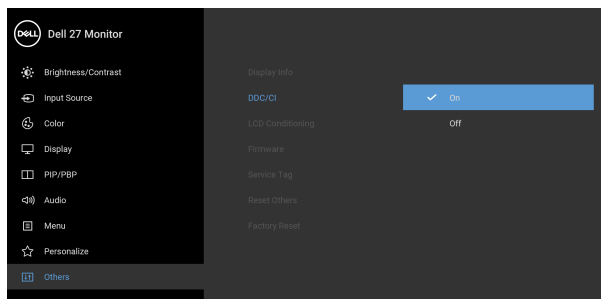 DELL Dell 27 Monitor
Brightness/Contrast
Display Info
Input Source
DDC/CI
On
Color
LCD Conditioning
Off
Display
Firmware
PIP/PBP
Service Tag
Audio
Reset Others
Menu
Factory Reset
Personalize
Others